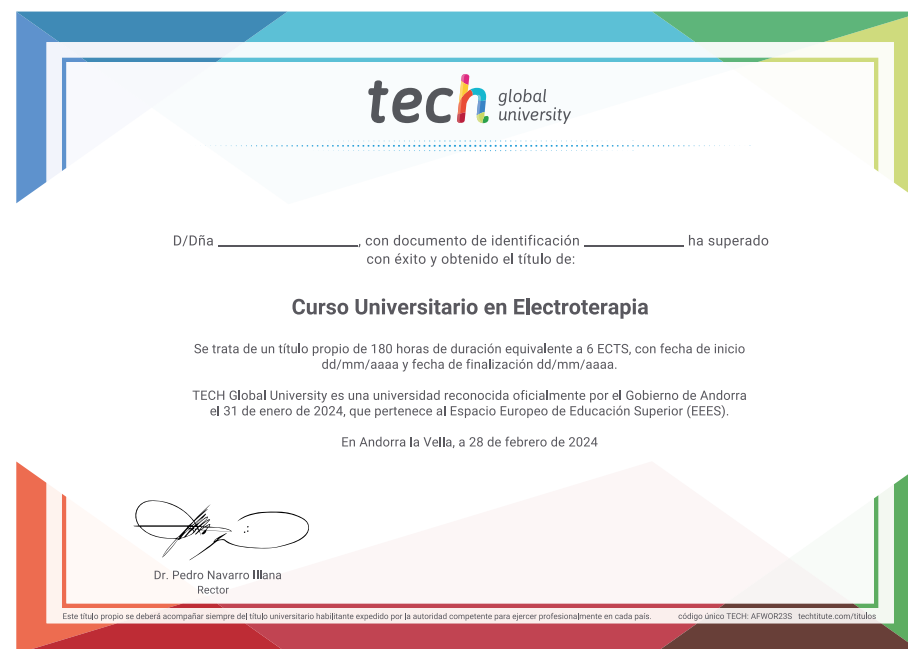 tech global university
D/Dña ____________________, con documento de identificación ______________ ha superado
con éxito y obtenido el título de:
Curso Universitario en Electroterapia
Se trata de un título propio de 180 horas de duración equivalente a 6 ECTS, con fecha de inicio
dd/mm/aaaa y fecha de finalización dd/mm/aaaa.
TECH Global University es una universidad reconocida oficialmente por el Gobierno de Andorra
el 31 de enero de 2024, que pertenece al Espacio Europeo de Educación Superior (EEES).
En Andorra la Vella, a 28 de febrero de 2024
Dr. Pedro Navarro Illana
Rector
Este título propio se deberá acompañar siempre del título universitario habilitante expedido por la autoridad competente para ejercer profesionalmente en cada país. código único TECH: AFWOR23S techtitute.com/titulos